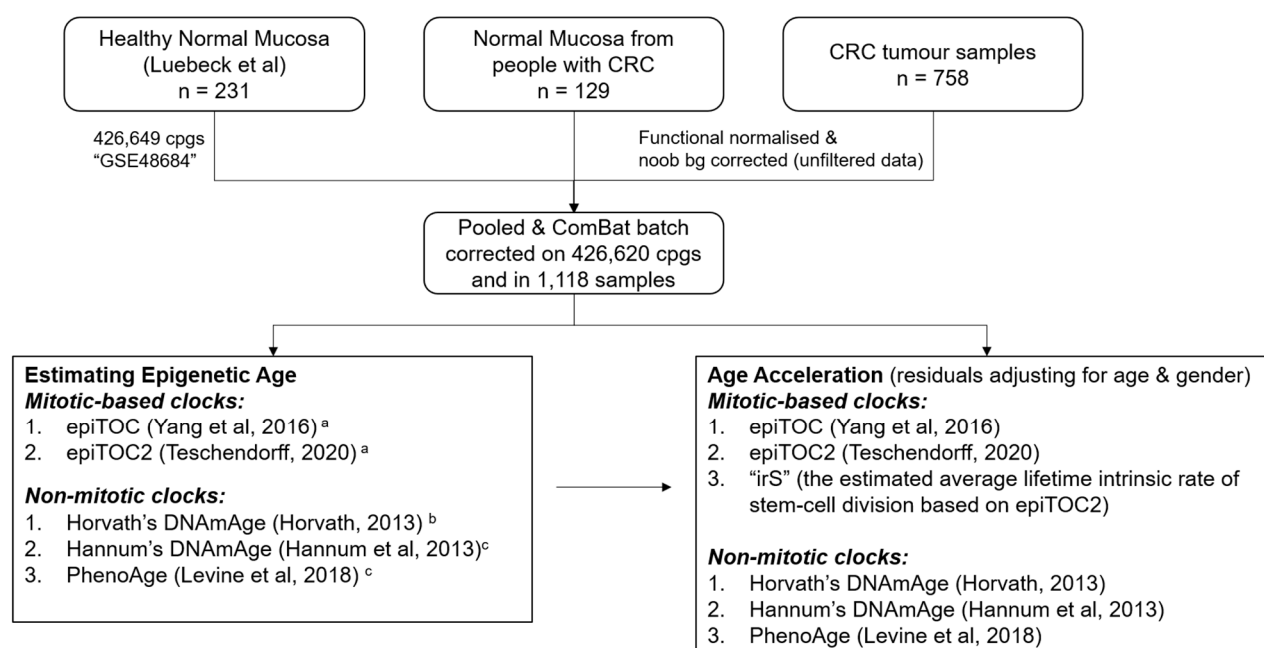 Healthy Normal Mucosa
(Luebeck et al)
n = 231
Normal Mucosa from
people with CRC
n = 129
CRC tumour samples
n = 758
426,649 cpgs
“GSE48684”
Functional normalised &
noob bg corrected (unfiltered data)
Pooled & ComBat batch
corrected on 426,620 cpgs
and in 1,118 samples
Estimating Epigenetic Age
Mitotic-based clocks:
1. epiTOC (Yang et al, 2016) a
2. epiTOC2 (Teschendorff, 2020) a
Non-mitotic clocks:
1. Horvath’s DNAmAge (Horvath, 2013) b
2. Hannum’s DNAmAge (Hannum et al, 2013)c
3. PhenoAge (Levine et al, 2018) c
Age Acceleration (residuals adjusting for age & gender)
Mitotic-based clocks:
1. epiTOC (Yang et al, 2016)
2. epiTOC2 (Teschendorff, 2020)
3. “irS” (the estimated average lifetime intrinsic rate of
stem-cell division based on epiTOC2)
Non-mitotic clocks:
1. Horvath’s DNAmAge (Horvath, 2013)
2. Hannum’s DNAmAge (Hannum et al, 2013)
3. PhenoAge (Levine et al, 2018)